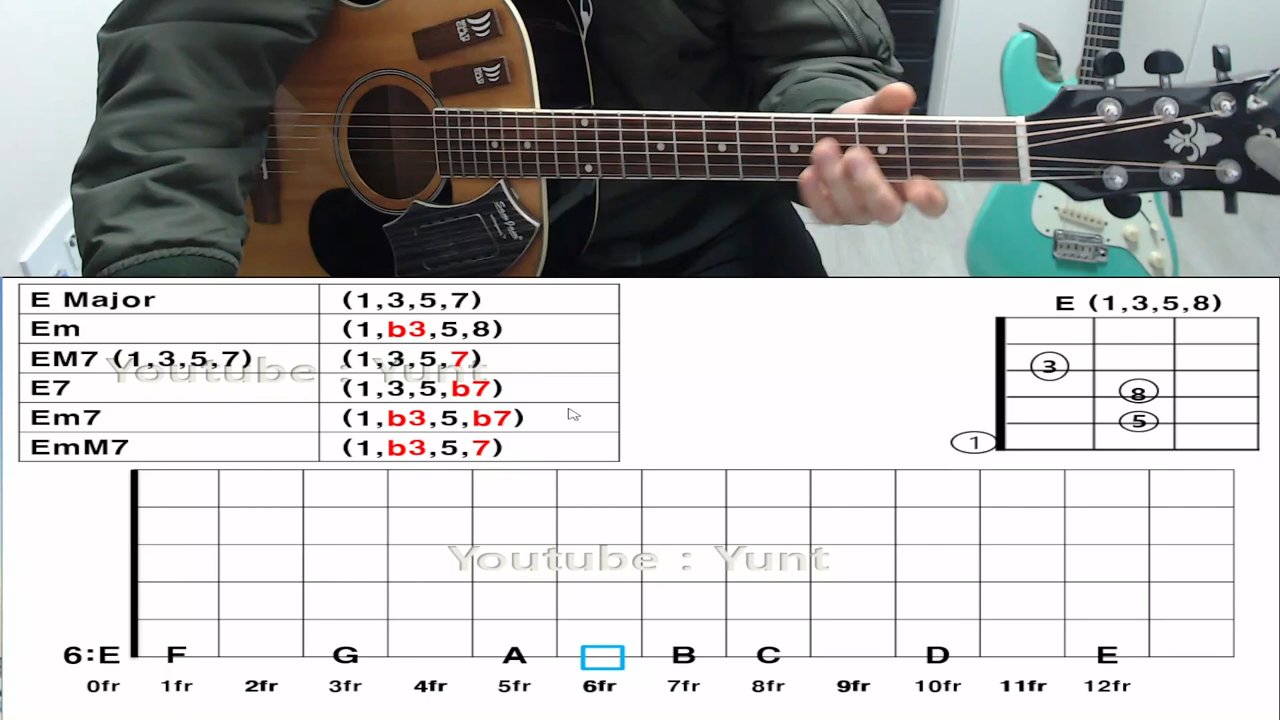 E Major (1,3,5,7)
Em (1,b3,5,8)
EM7 (1,3,5,7) (1,3,5,7)
E7 (1,3,5,b7)
Em7 (1,b3,5,b7)
EmM7 (1,b3,5,7)
Youtube : Yunt
E (1,3,5,8)
3
8
5
1
Youtube : Yunt
6:E F G A B C D E
0fr 1fr 2fr 3fr 4fr 5fr 6fr 7fr 8fr 9fr 10fr 11fr 12fr